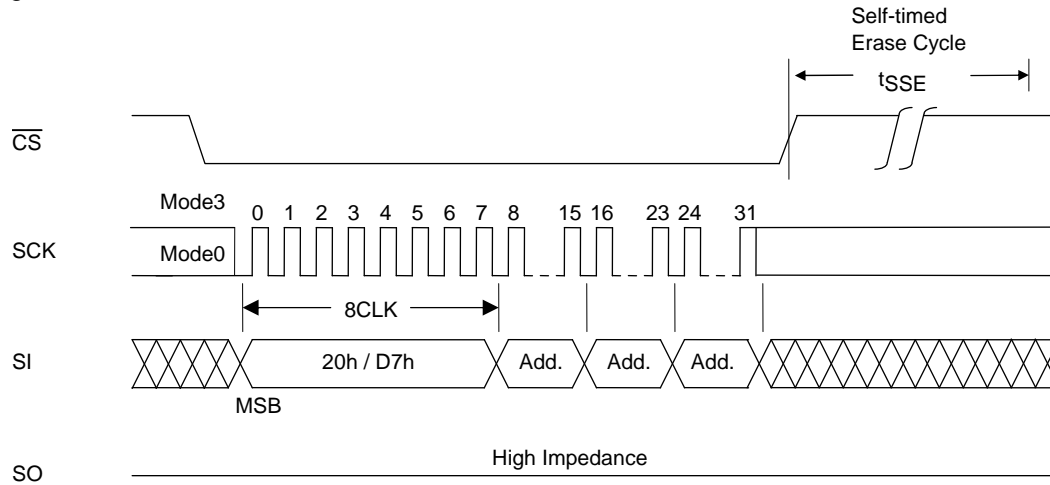 Self-timed
Erase Cycle
tSSE
CS
Mode3
0 1 2 3 4 5 6 7 8 15 16 23 24 31
SCK
Mode0
8CLK
SI
20h / D7h
Add.
Add.
Add.
MSB
High Impedance
SO